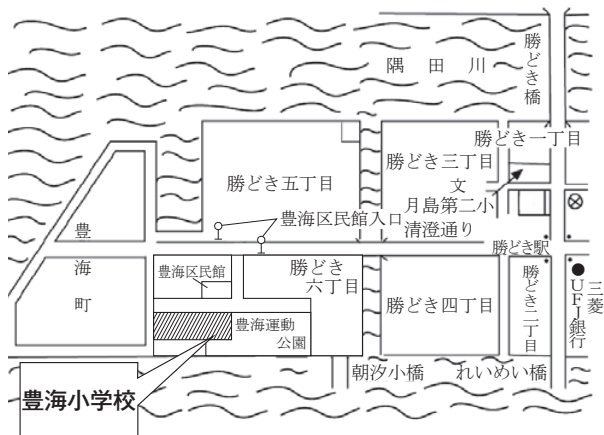 隅田川
勝どき橋
勝どき一丁目
勝どき三丁目
文
月島第二小
清澄通り
勝どき五丁目
豊海区民館入口
勝どき駅
豊海町
豊海区民館
勝どき
六丁目
勝どき四丁目
勝どき二丁目
三菱
UFJ銀行
豊海運動
公園
豊海小学校
朝汐小橋
れいめい橋